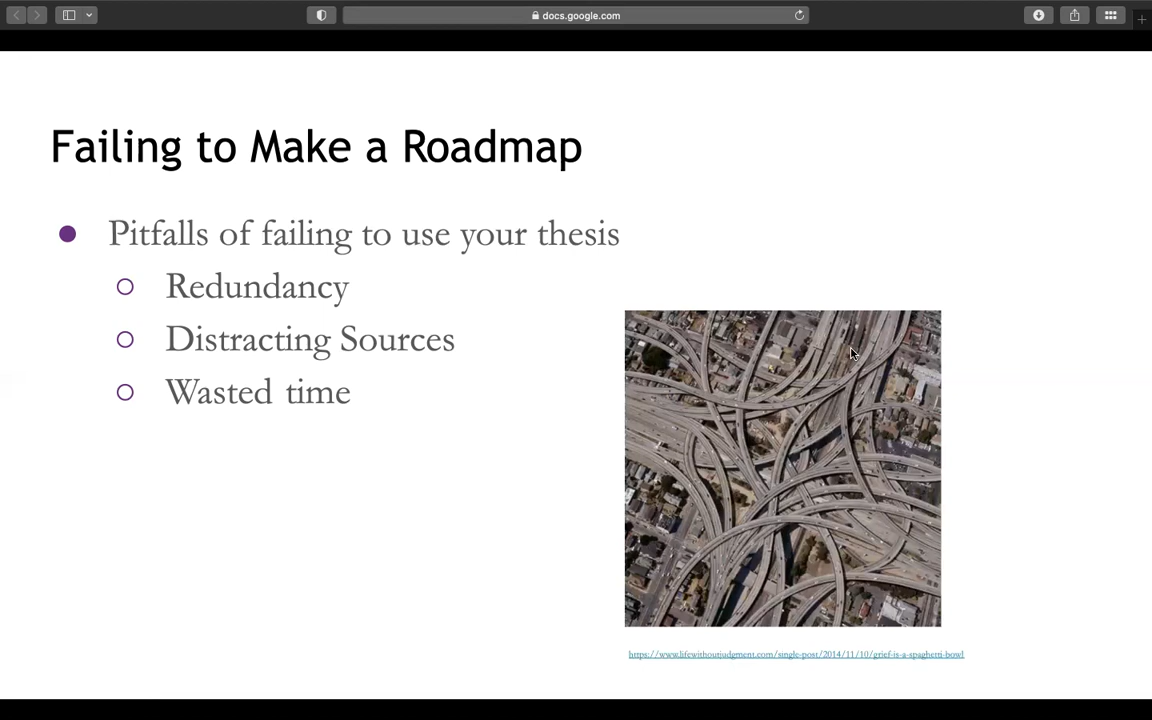 docs.google.com
Failing to Make a Roadmap
Pitfalls of failing to use your thesis
Redundancy
Distracting Sources
Wasted time
https://www.lifewithoutjudgment.com/single-post/2014/11/10/grief-is-a-spaghetti-bowl